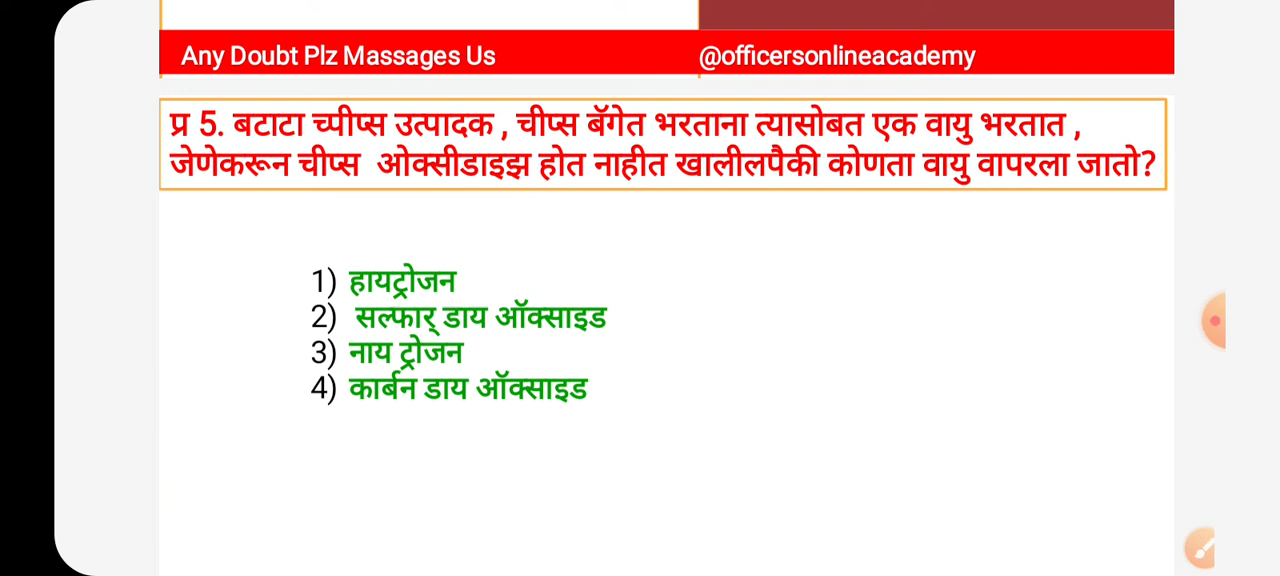 Any Doubt Plz Massages Us @officersonlineacademy
प्र 5. बटाटा च्पीप्स उत्पादक , चीप्स बॅगेत भरताना त्यासोबत एक वायु भरतात ,
जेणेकरून चीप्स ओक्सीडाइझ होत नाहीत खालीलपैकी कोणता वायु वापरला जातो?
1) हायट्रोजन
2) सल्फार् डाय ऑक्साइड
3) नाय ट्रोजन
4) कार्बन डाय ऑक्साइड